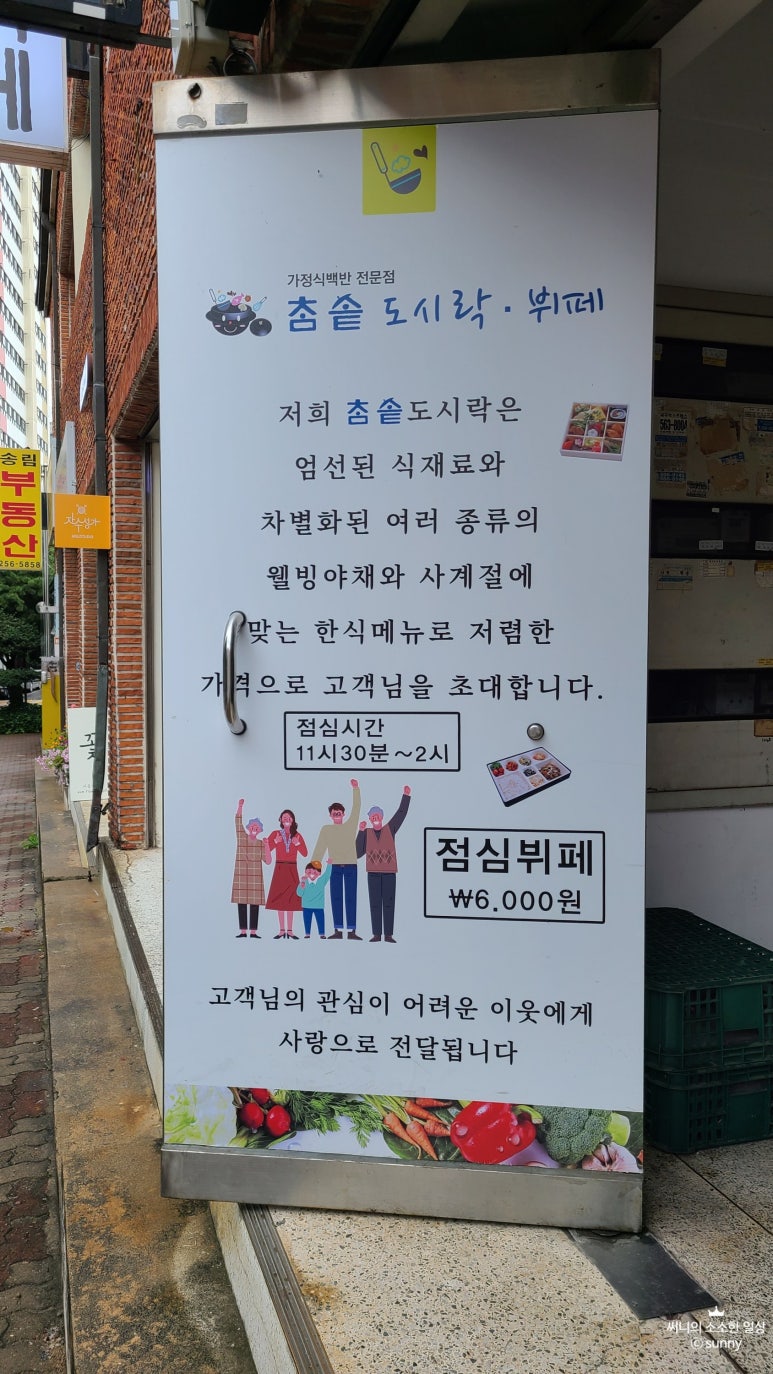 가정식백반 전문점
참솥 도시락·뷔페
저희 참솥도시락은
엄선된 식재료와
차별화된 여러 종류의
웰빙야채와 사계절에
맞는 한식메뉴로 저렴한
가격으로 고객님을 초대합니다.
점심시간
11시30분~2시
점심뷔페
₩6.000원
고객님의 관심이 어려운 이웃에게
사랑으로 전달됩니다
송림
부동산
256-5858
563-8004
써니의 소소한 일상
ⓒsunny